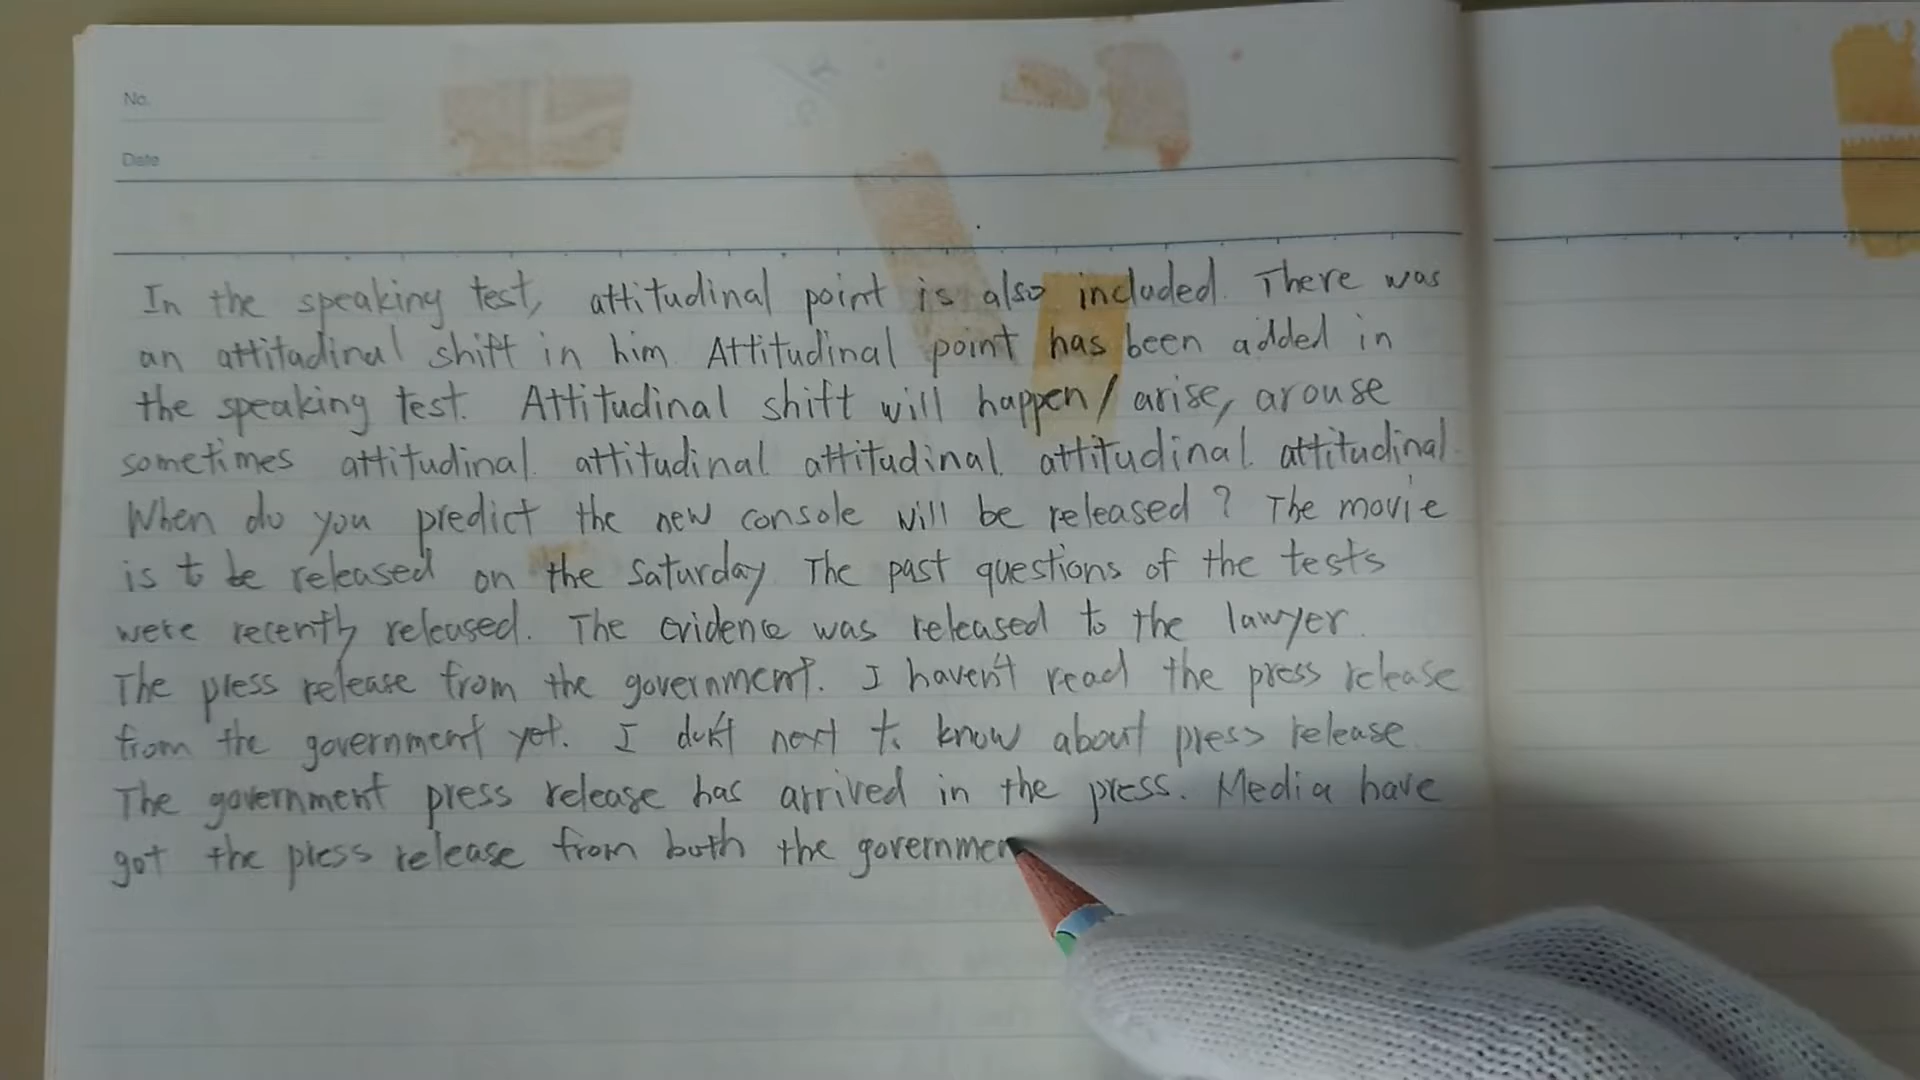 No.
Date
In the speaking test, attitudinal point is also included. There was
an attitudinal shift in him. Attitudinal point has been added in
the speaking test. Attitudinal shift will happen/arise, arouse
sometimes attitudinal. attitudinal attitudinal. attitudinal. attitudinal.
When do you predict the new console will be released? The movie
is to be released on the Saturday. The past questions of the tests
were recently released. The evidence was released to the lawyer.
The press release from the government. I haven't read the press release
from the government yet. I don't next to know about press release.
The government press release has arrived in the press. Media have
got the press release from both the governmen